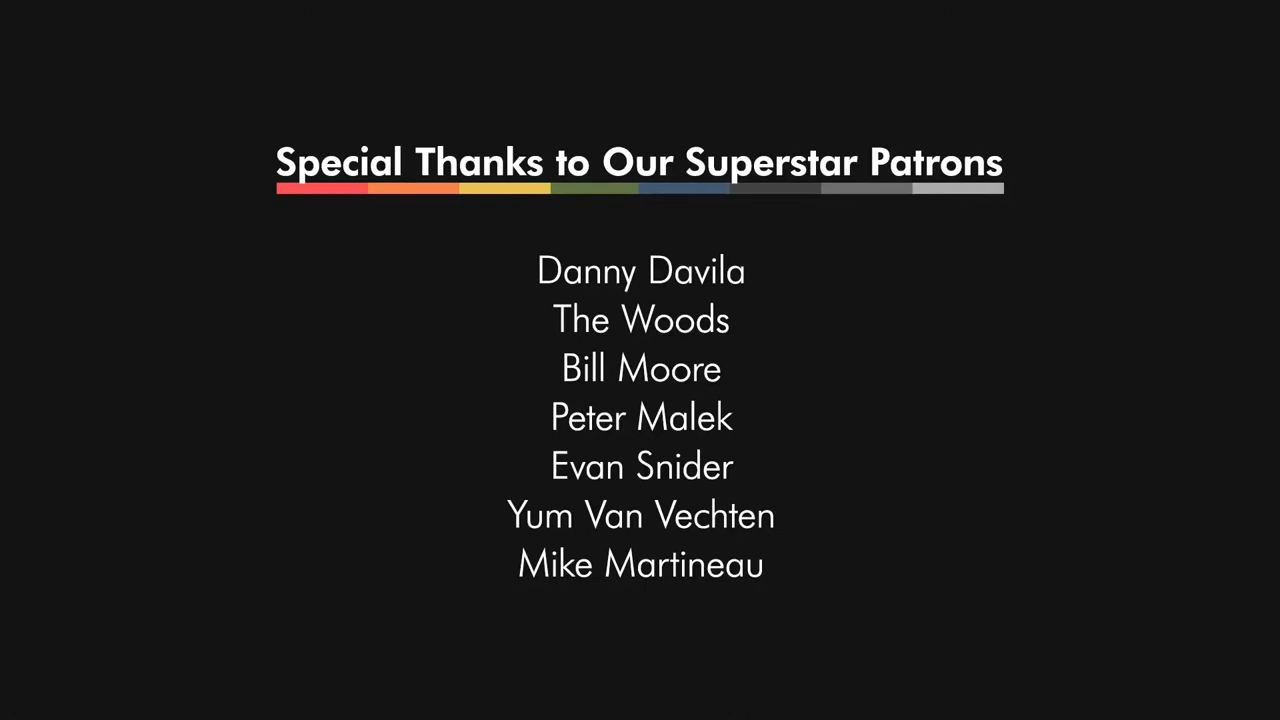 Special Thanks to Our Superstar Patrons
Danny Davila
The Woods
Bill Moore
Peter Malek
Evan Snider
Yum Van Vechten
Mike Martineau